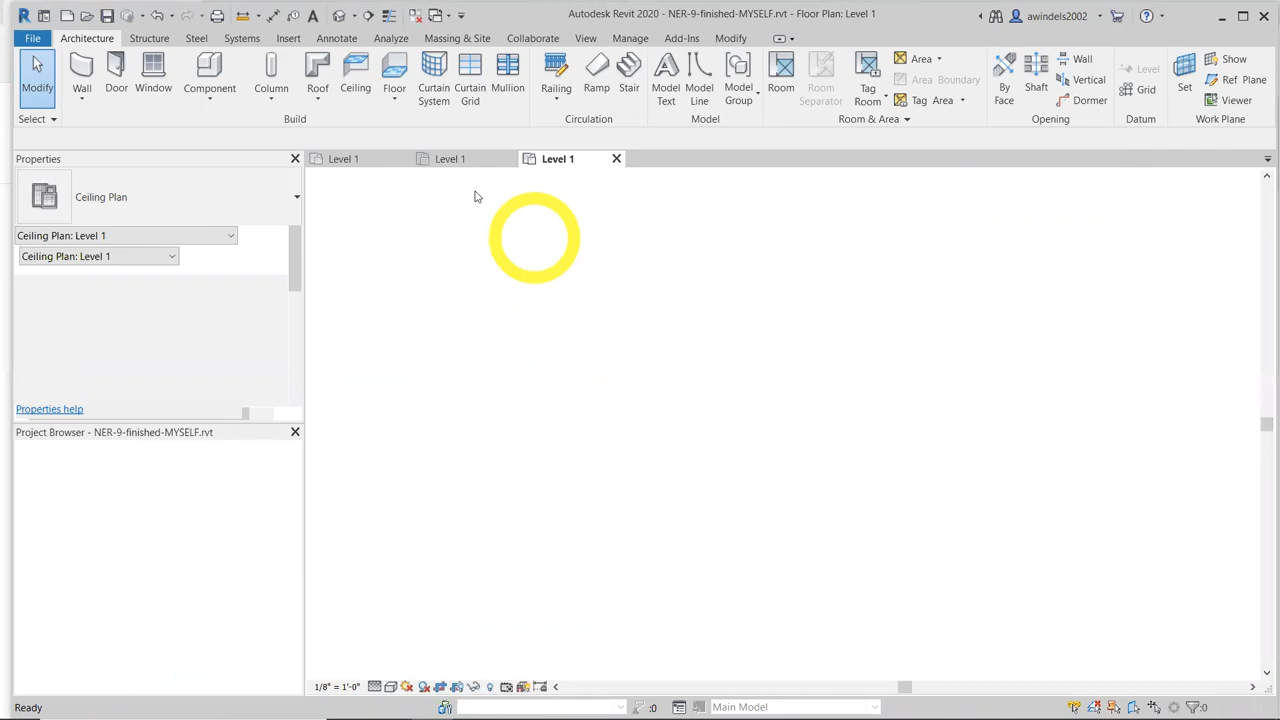 Autodesk Revit 2020 - NER-9-finished-MYSELF.rvt - Floor Plan: Level 1
awindels2002
File Architecture Structure Steel Systems Insert Annotate Analyze Massing & Site Collaborate View Manage Add-Ins Modify
Modify
Wall
Door
Window
Component
Column
Roof
Ceiling
Floor
Curtain System
Curtain Grid
Mullion
Railing
Ramp
Stair
Model Text
Model Line
Model Group
Room
Room Separator
Tag Room
Area
Area Boundary
Tag Area
By Face
Shaft
Wall
Vertical
Dormer
Level
Grid
Set
Show
Ref Plane
Viewer
Select Build Circulation Model Room & Area Opening Datum Work Plane
Properties
Level 1 Level 1 Level 1
Ceiling Plan
Ceiling Plan: Level 1
Ceiling Plan: Level 1
Properties help
Project Browser - NER-9-finished-MYSELF.rvt
1/8" = 1'-0"
Ready
:0
Main Model
:0